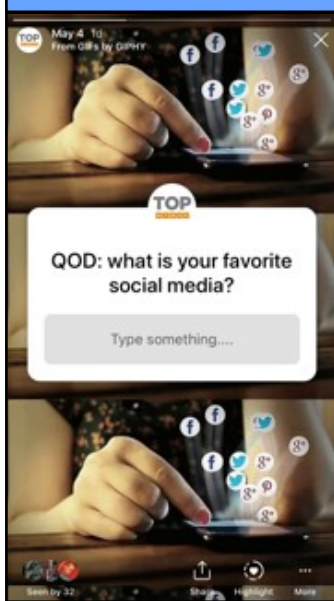 TOP
May 4 1d
From GIFs by GIPHY
TOP
QOD: what is your favorite
social media?
Type something....
Seen by 32
Share
Highlight
More